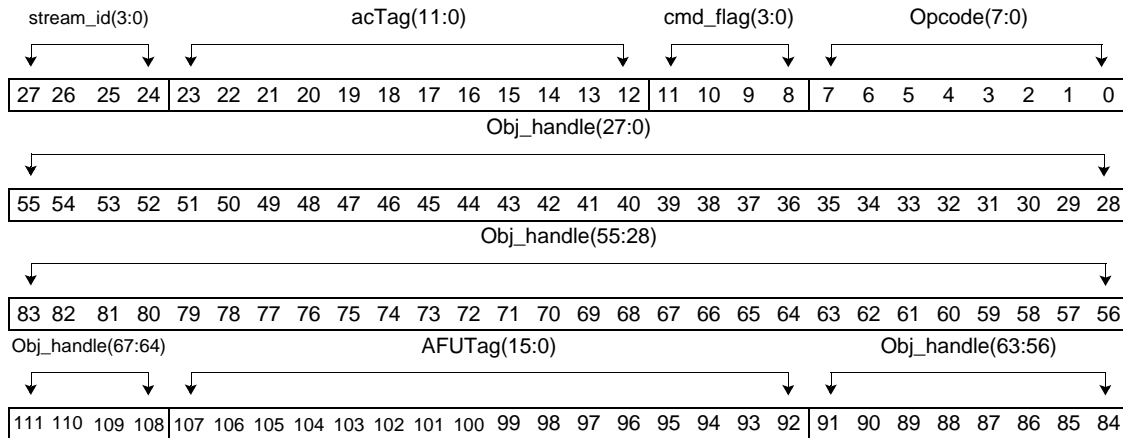 stream_id(3:0) acTag(11:0) cmd_flag(3:0) Opcode(7:0)
27 26 25 24 23 22 21 20 19 18 17 16 15 14 13 12 11 10 9 8 7 6 5 4 3 2 1 0
Obj_handle(27:0)
55 54 53 52 51 50 49 48 47 46 45 44 43 42 41 40 39 38 37 36 35 34 33 32 31 30 29 28
Obj_handle(55:28)
83 82 81 80 79 78 77 76 75 74 73 72 71 70 69 68 67 66 65 64 63 62 61 60 59 58 57 56
Obj_handle(67:64) AFUTag(15:0) Obj_handle(63:56)
111 110 109 108 107 106 105 104 103 102 101 100 99 98 97 96 95 94 93 92 91 90 89 88 87 86 85 84